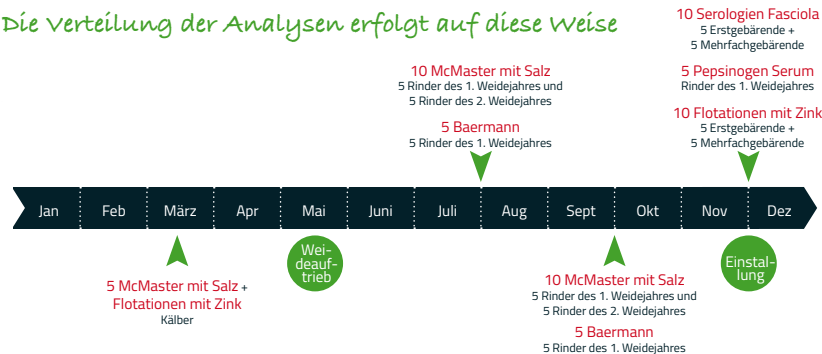 Die Verteilung der Analysen erfolgt auf diese Weise
10 Serologien Fasciola
5 Erstgebärende +
5 Mehrfachgebärende
5 Pepsinogen Serum
Rinder des 1. Weidejahres
10 Flotationen mit Zink
5 Erstgebärende +
5 Mehrfachgebärende
10 McMaster mit Salz
5 Rinder des 1. Weidejahres und
5 Rinder des 2. Weidejahres
5 Baermann
5 Rinder des 1. Weidejahres
Jan Feb März Apr Mai Juni Juli Aug Sept Okt Nov Dez
5 McMaster mit Salz +
Flotationen mit Zink
Kälber
Wei-
deauf-
trieb
10 McMaster mit Salz
5 Rinder des 1. Weidejahres und
5 Rinder des 2. Weidejahres
5 Baermann
5 Rinder des 1. Weidejahres
Einstal-
lung